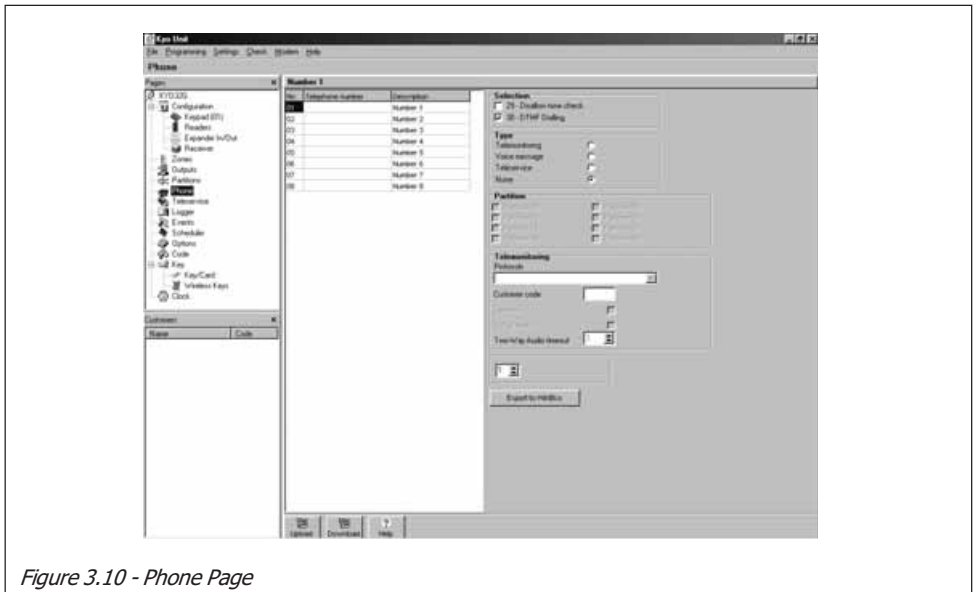 Kyo Unit
File Programming Settings Check Modem Help
Phone
Pages
Number 1
KYO32G
Configuration
Keypad (BTI)
Readers
Expander In/Out
Receiver
Zones
Outputs
Partitions
Phone
Teleservice
Logger
Events
Scheduler
Options
Code
Key
Key/Card
Wireless Keys
Clock
Customers
Name Code
No. Telephone number Description
01 Number 1
02 Number 2
03 Number 3
04 Number 4
05 Number 5
06 Number 6
07 Number 7
08 Number 8
Selection
29 - Disallow tone check
30 - DTMF Dialling
Type
Telemonitoring
Voice message
Teleservice
None
Partition
Telemonitoring
Protocols
Customer code
Two Way Audio timeout
1
Export to HiWBox
Upload Download Help
Figure 3.10 - Phone Page